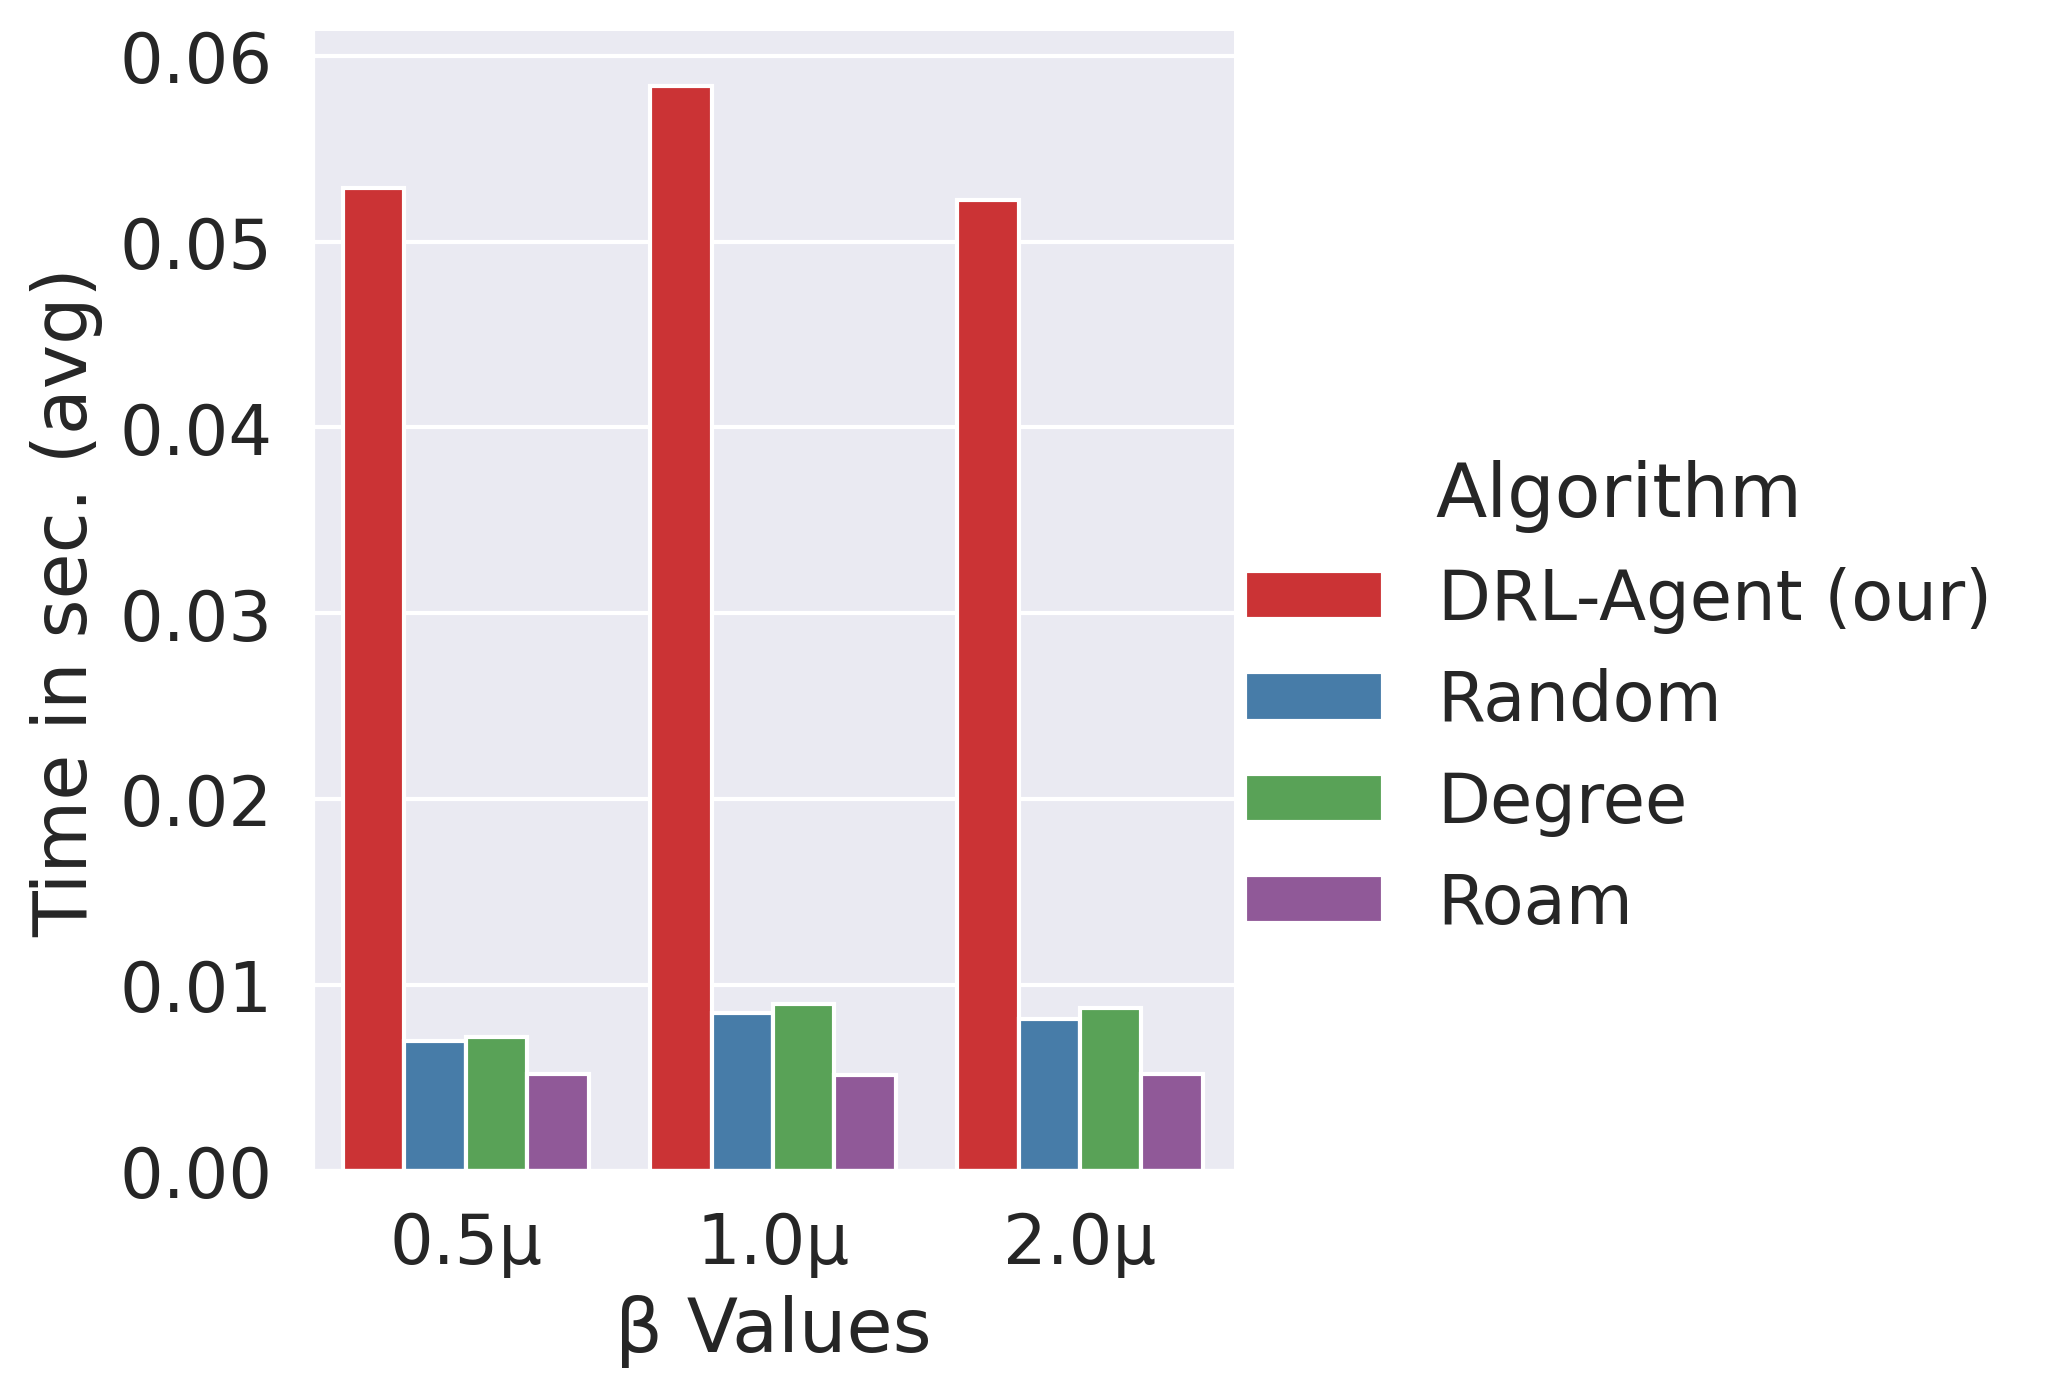 0.06
0.05
0.04
0.03
0.02
0.01
0.00
Time in sec. (avg)
0.5µ 1.0µ 2.0µ
β Values
Algorithm
DRL-Agent (our)
Random
Degree
Roam